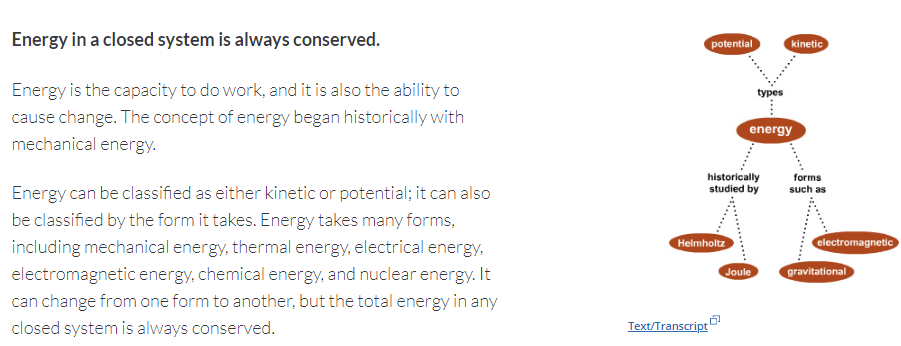 Energy in a closed system is always conserved.
Energy is the capacity to do work, and it is also the ability to
cause change. The concept of energy began historically with
mechanical energy.
Energy can be classified as either kinetic or potential; it can also
be classified by the form it takes. Energy takes many forms,
including mechanical energy, thermal energy, electrical energy,
electromagnetic energy, chemical energy, and nuclear energy. It
can change from one form to another, but the total energy in any
closed system is always conserved.
potential
kinetic
types
energy
historically
studied by
forms
such as
Helmholtz
electromagnetic
Joule
gravitational
Text/Transcript